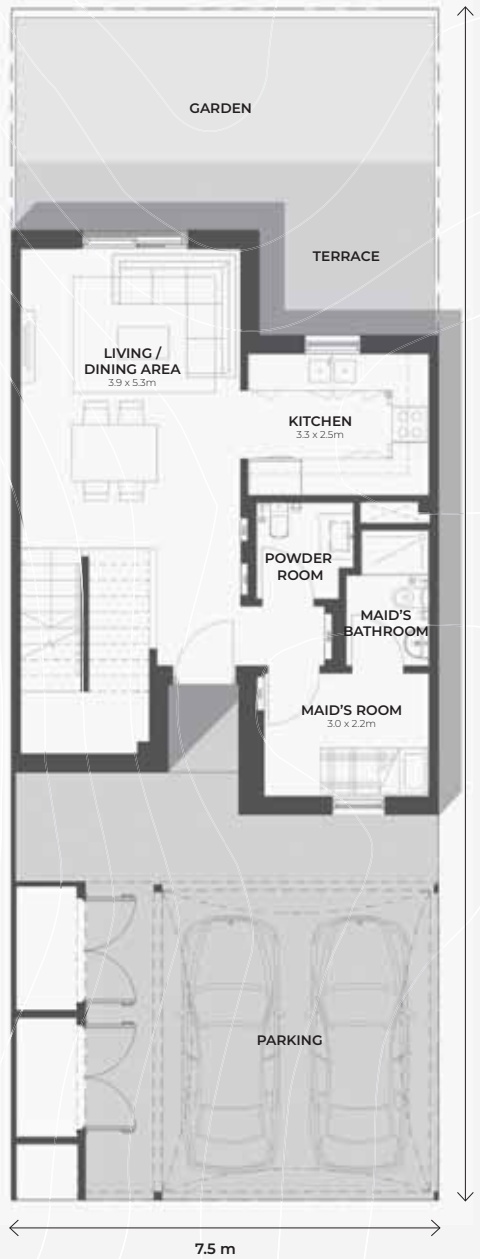 GARDEN
TERRACE
LIVING /
DINING AREA
3.9 x 5.3m
KITCHEN
3.3 x 2.5m
POWDER
ROOM
MAID'S
BATHROOM
MAID'S ROOM
3.0 x 2.2m
PARKING
7.5 m